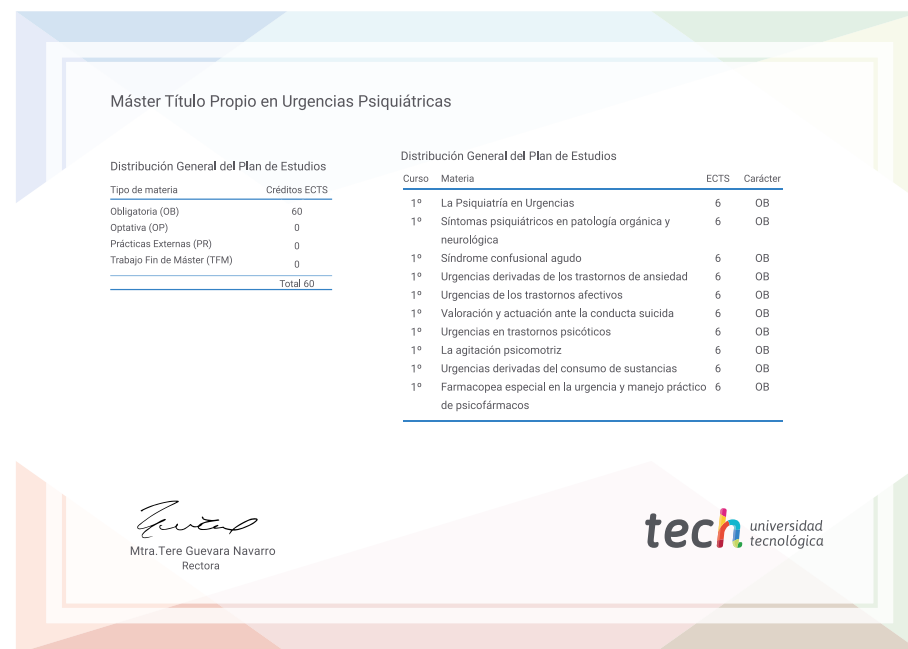 Máster Título Propio en Urgencias Psiquiátricas
Distribución General del Plan de Estudios
Tipo de materia Créditos ECTS
Obligatoria (OB) 60
Optativa (OP) 0
Prácticas Externas (PR) 0
Trabajo Fin de Máster (TFM) 0
Total 60
Distribución General del Plan de Estudios
Curso Materia ECTS Carácter
1º La Psiquiatría en Urgencias 6 OB
1º Síntomas psiquiátricos en patología orgánica y 6 OB
neurológica
1º Síndrome confusional agudo 6 OB
1º Urgencias derivadas de los trastornos de ansiedad 6 OB
1º Urgencias de los trastornos afectivos 6 OB
1º Valoración y actuación ante la conducta suicida 6 OB
1º Urgencias en trastornos psicóticos 6 OB
1º La agitación psicomotriz 6 OB
1º Urgencias derivadas del consumo de sustancias 6 OB
1º Farmacopea especial en la urgencia y manejo práctico 6 OB
de psicofármacos
Mtra.Tere Guevara Navarro
Rectora
tech universidad
tecnológica